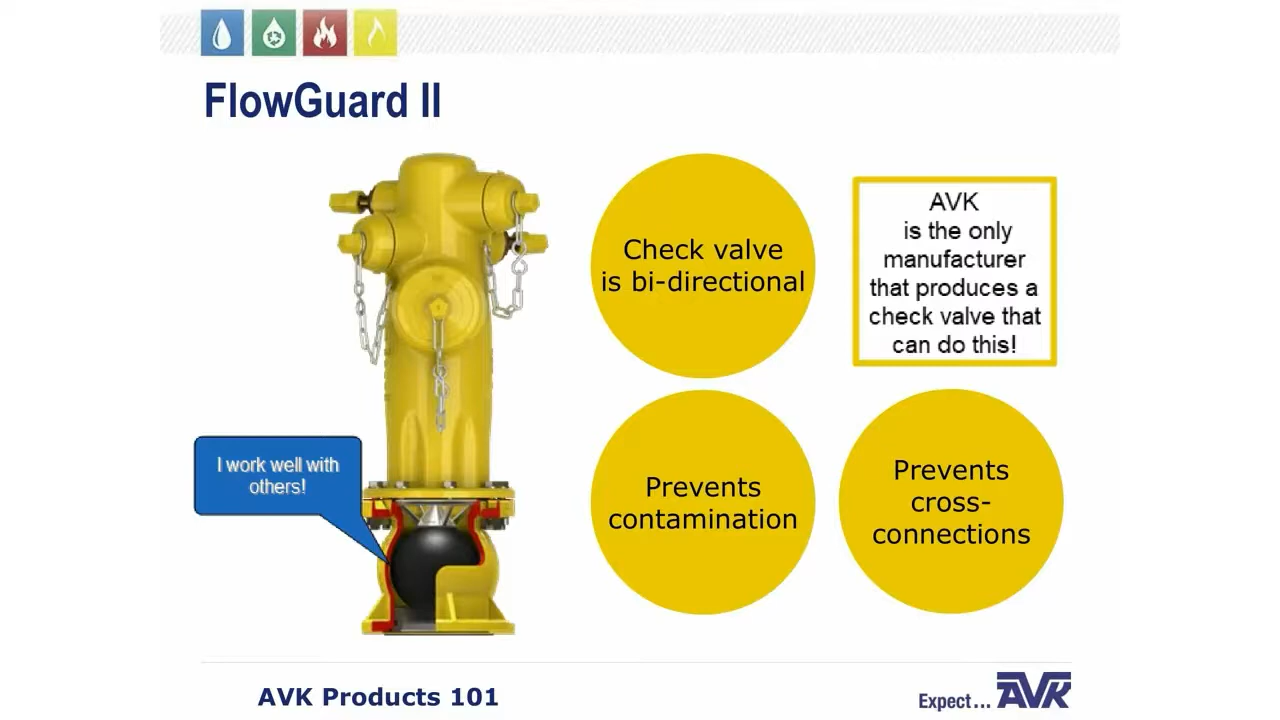 FlowGuard II
Check valve
is bi-directional
AVK
is the only
manufacturer
that produces a
check valve that
can do this!
I work well with
others!
Prevents
contamination
Prevents
cross-
connections
AVK Products 101
Expect... AVK